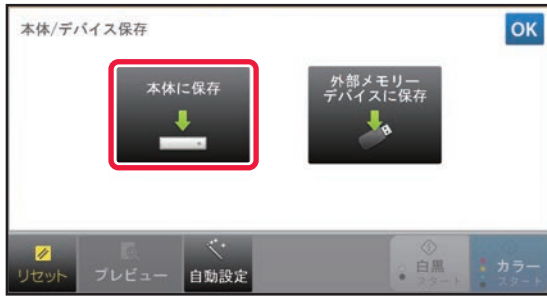 本体/デバイス保存
OK
本体に保存
外部メモリー
デバイスに保存
リセット
プレビュー
自動設定
白黒
スタート
カラー
スタート